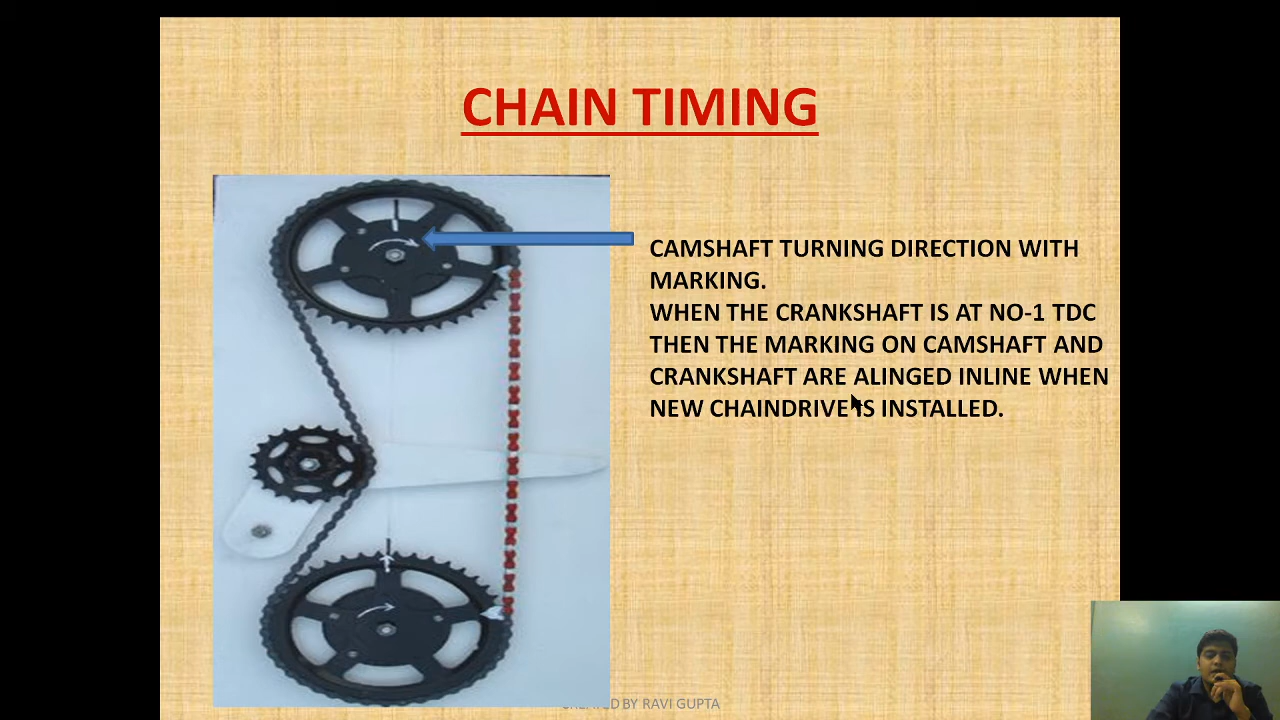 CHAIN TIMING
CAMSHAFT TURNING DIRECTION WITH
MARKING.
WHEN THE CRANKSHAFT IS AT NO-1 TDC
THEN THE MARKING ON CAMSHAFT AND
CRANKSHAFT ARE ALINGED INLINE WHEN
NEW CHAINDRIVE IS INSTALLED.
CREATED BY RAVI GUPTA